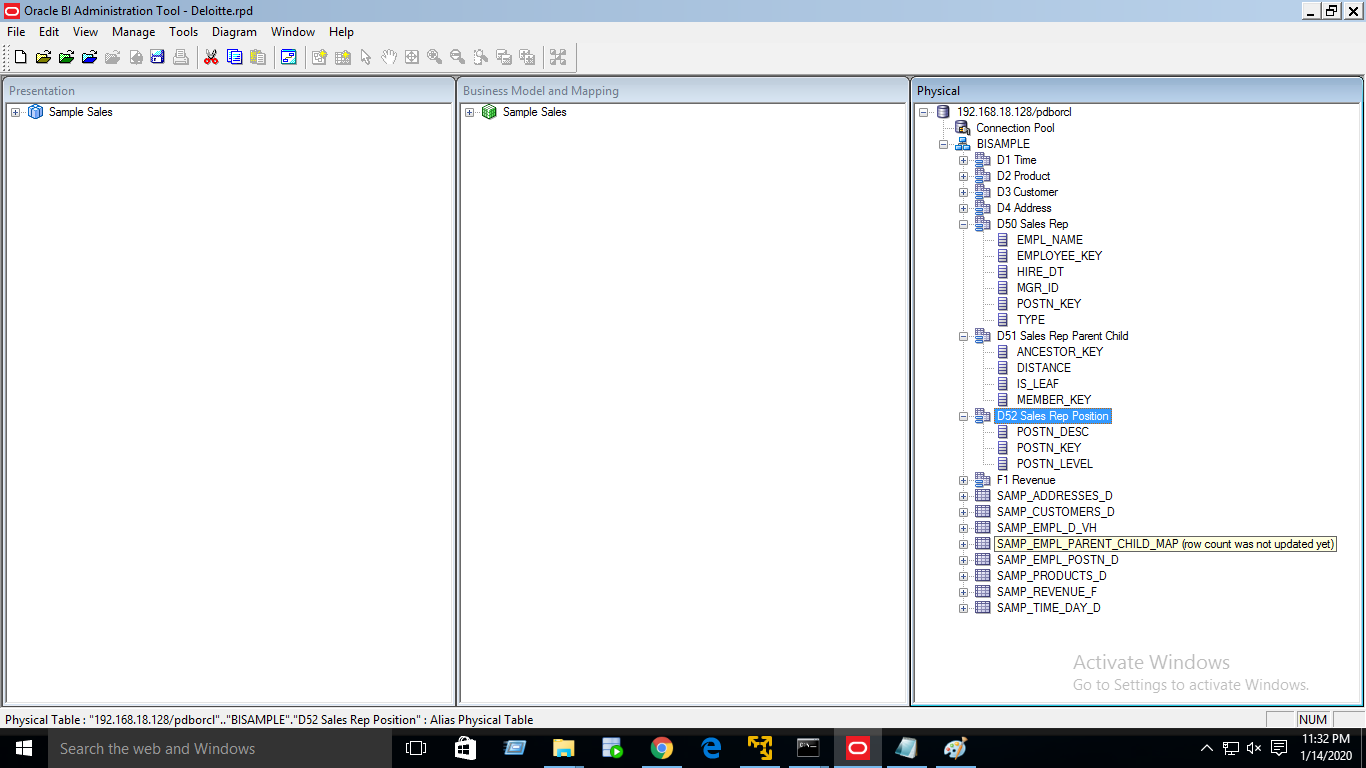 Oracle BI Administration Tool - Deloitte.rpd
File Edit View Manage Tools Diagram Window Help
Presentation
Sample Sales
Business Model and Mapping
Sample Sales
Physical
192.168.18.128/pdborcl
Connection Pool
BISAMPLE
D1 Time
D2 Product
D3 Customer
D4 Address
D50 Sales Rep
EMPL_NAME
EMPLOYEE_KEY
HIRE_DT
MGR_ID
POSTN_KEY
TYPE
D51 Sales Rep Parent Child
ANCESTOR_KEY
DISTANCE
IS_LEAF
MEMBER_KEY
D52 Sales Rep Position
POSTN_DESC
POSTN_KEY
POSTN_LEVEL
F1 Revenue
SAMP_ADDRESSES_D
SAMP_CUSTOMERS_D
SAMP_EMPL_D_VH
SAMP_EMPL_PARENT_CHILD_MAP (row count was not updated yet)
SAMP_EMPL_POSTN_D
SAMP_PRODUCTS_D
SAMP_REVENUE_F
SAMP_TIME_DAY_D
Activate Windows
Go to Settings to activate Windows.
Physical Table : "192.168.18.128/pdborcl".."BISAMPLE"."D52 Sales Rep Position" : Alias Physical Table
NUM
Search the web and Windows
11:32 PM
1/14/2020